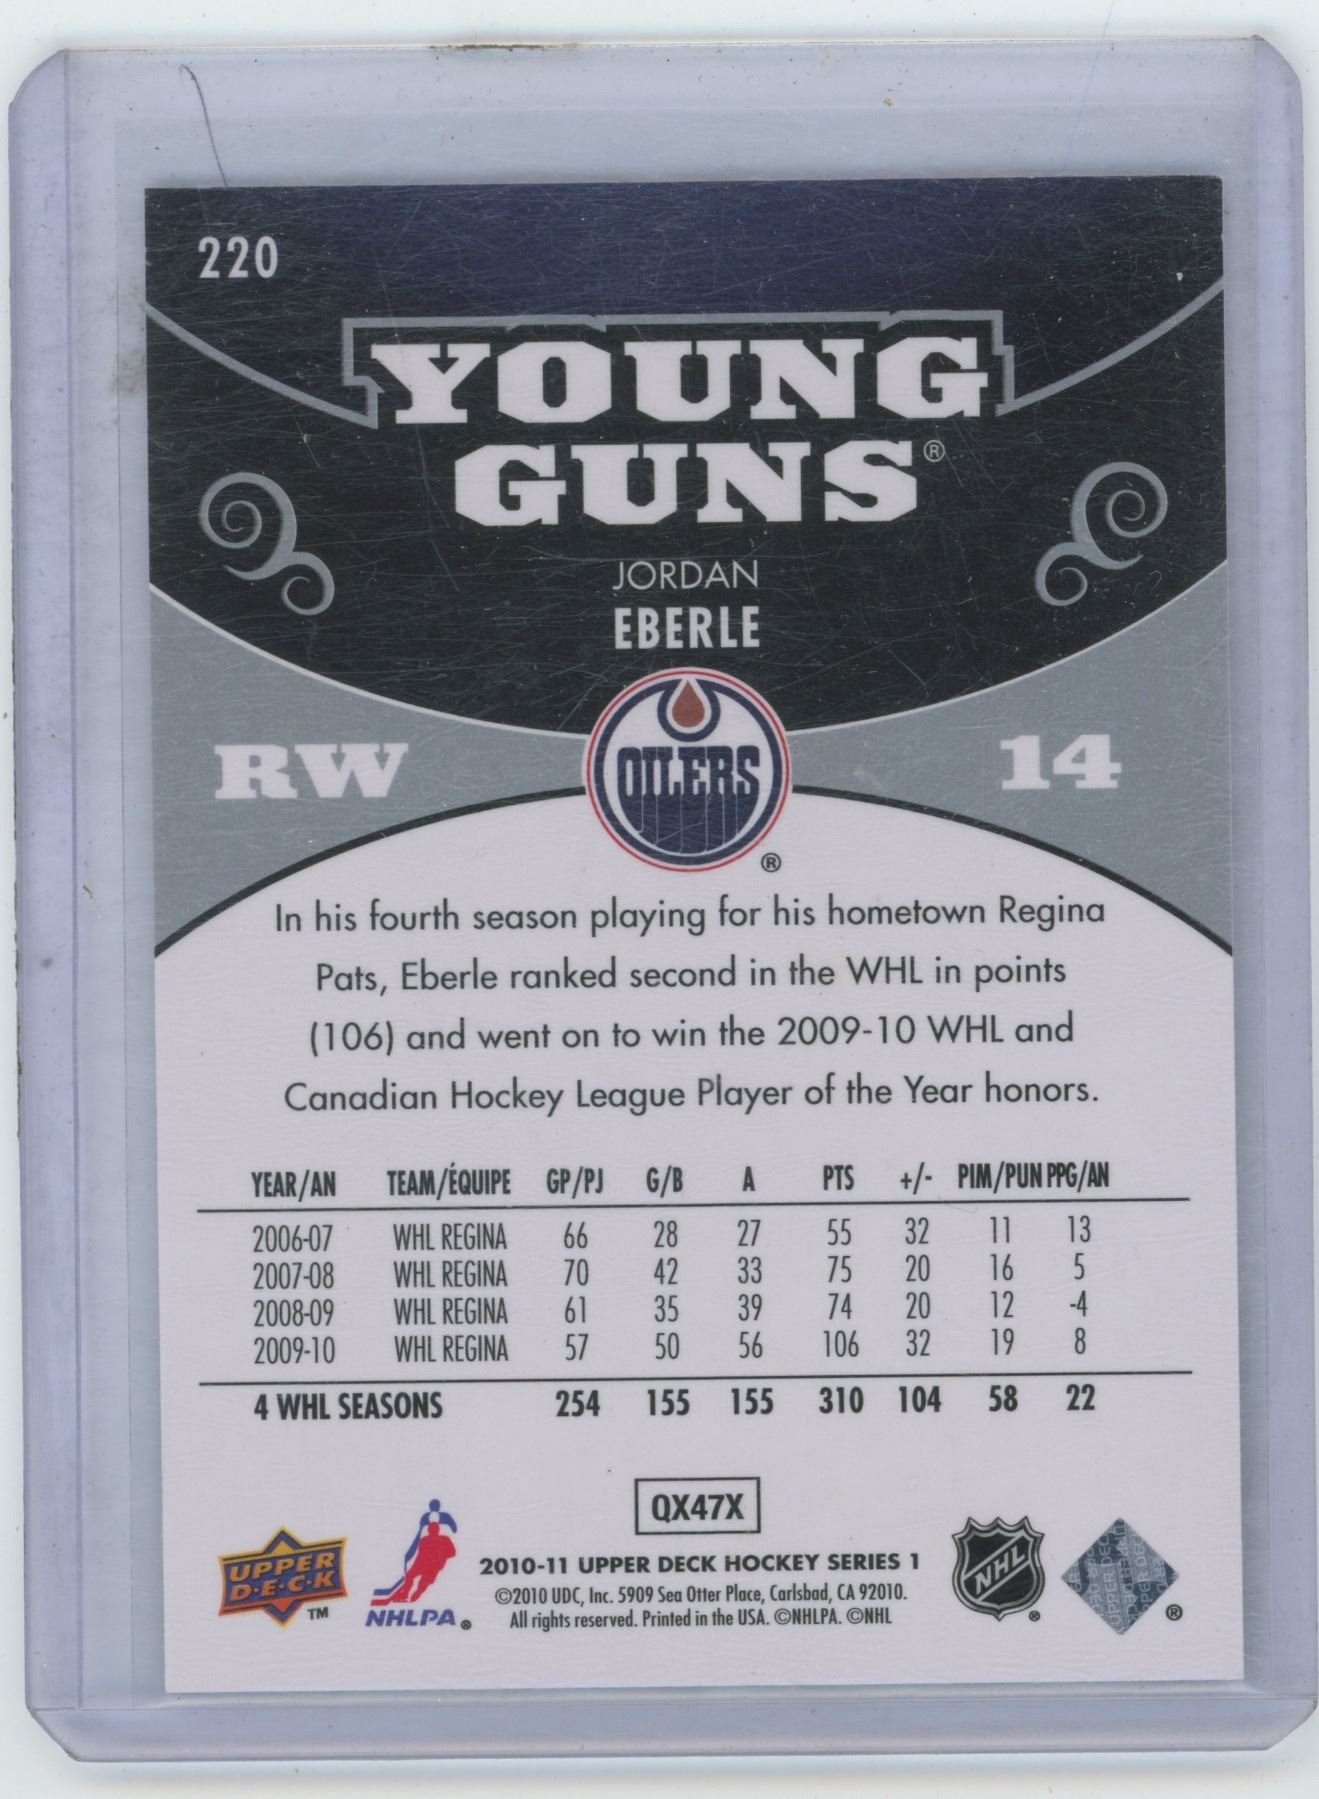 220
YOUNG
GUNS®
JORDAN
EBERLE
RW
OILERS
14
®
In his fourth season playing for his hometown Regina
Pats, Eberle ranked second in the WHL in points
(106) and went on to win the 2009-10 WHL and
Canadian Hockey League Player of the Year honors.
YEAR/AN TEAM/ÉQUIPE GP/PJ G/B A PTS +/- PIM/PUN PPG/AN
2006-07 WHL REGINA 66 28 27 55 32 11 13
2007-08 WHL REGINA 70 42 33 75 20 16 5
2008-09 WHL REGINA 61 35 39 74 20 12 -4
2009-10 WHL REGINA 57 50 56 106 32 19 8
4 WHL SEASONS 254 155 155 310 104 58 22
QX47X
UPPER
D·E·C·K
TM
NHLPA®
2010-11 UPPER DECK HOCKEY SERIES 1
©2010 UDC, Inc. 5909 Sea Otter Place, Carlsbad, CA 92010.
All rights reserved. Printed in the USA. ©NHLPA. ©NHL
NHL
®
UPPER DECK
®